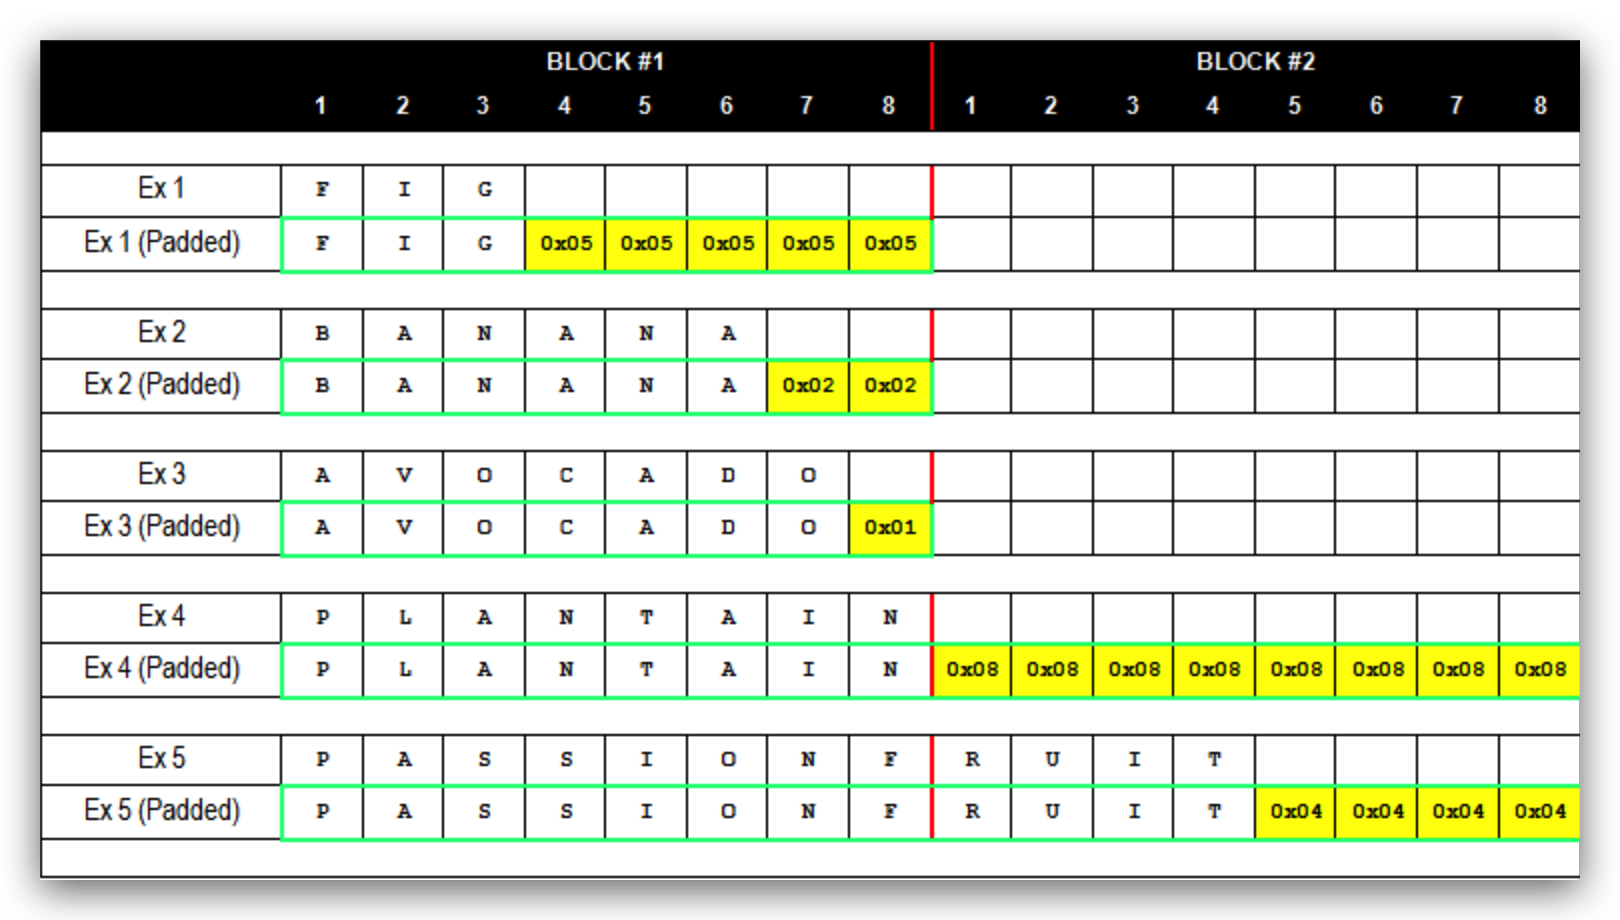 BLOCK #1 BLOCK #2
1 2 3 4 5 6 7 8 1 2 3 4 5 6 7 8
Ex 1 F I G
Ex 1 (Padded) F I G 0x05 0x05 0x05 0x05 0x05
Ex 2 B A N A N A
Ex 2 (Padded) B A N A N A 0x02 0x02
Ex 3 A V O C A D O
Ex 3 (Padded) A V O C A D O 0x01
Ex 4 P L A N T A I N
Ex 4 (Padded) P L A N T A I N 0x08 0x08 0x08 0x08 0x08 0x08 0x08 0x08
Ex 5 P A S S I O N F R U I T
Ex 5 (Padded) P A S S I O N F R U I T 0x04 0x04 0x04 0x04